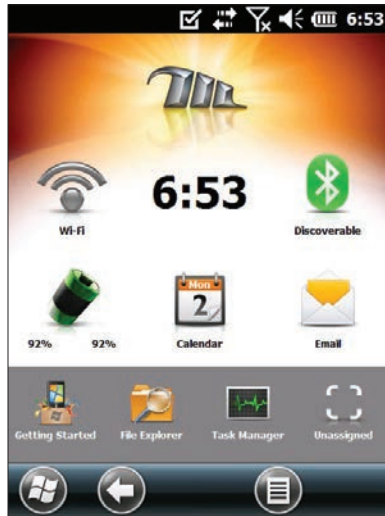 6:53
6:53
Wi-Fi
Discoverable
Mon
2
92% 92%
Calendar
Email
Getting Started
File Explorer
Task Manager
Unassigned